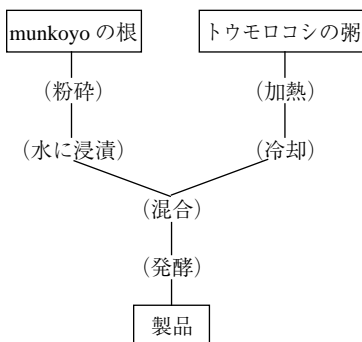 munkoyo の根
トウモロコシの粥
（粉砕）
（加熱）
（水に浸漬）
（冷却）
（混合）
（発酵）
製品